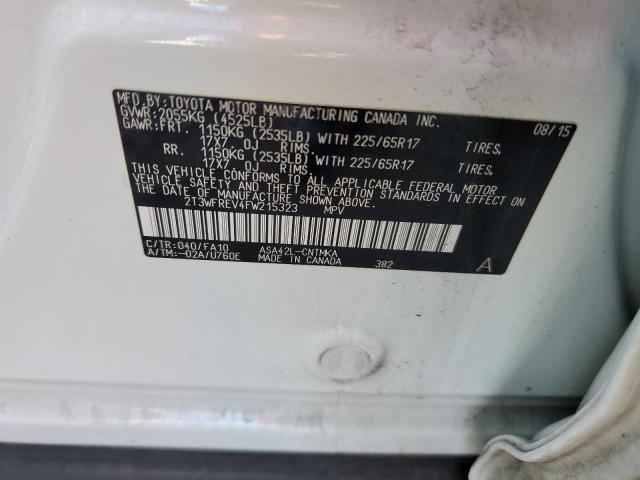 MFD.BY:TOYOTA MOTOR MANUFACTURING CANADA INC. 08/15
GVWR:2055KG (4525LB)
GAWR:FRT. 1150KG (2535LB) WITH 225/65R17 TIRES,
17X7.0J RIMS.
RR. 1150KG (2535LB) WITH 225/65R17 TIRES,
17X7.0J RIMS.
THIS VEHICLE CONFORMS TO ALL APPLICABLE FEDERAL MOTOR
VEHICLE SAFETY AND THEFT PREVENTION STANDARDS IN EFFECT
ON THE DATE OF MANUFACTURE SHOWN ABOVE.
2T3WFREV4FW215323 MPV
C/TR:040/FA10 ASA42L-CNTMKA
A/TM:-02A/U760E MADE IN CANADA 382 A